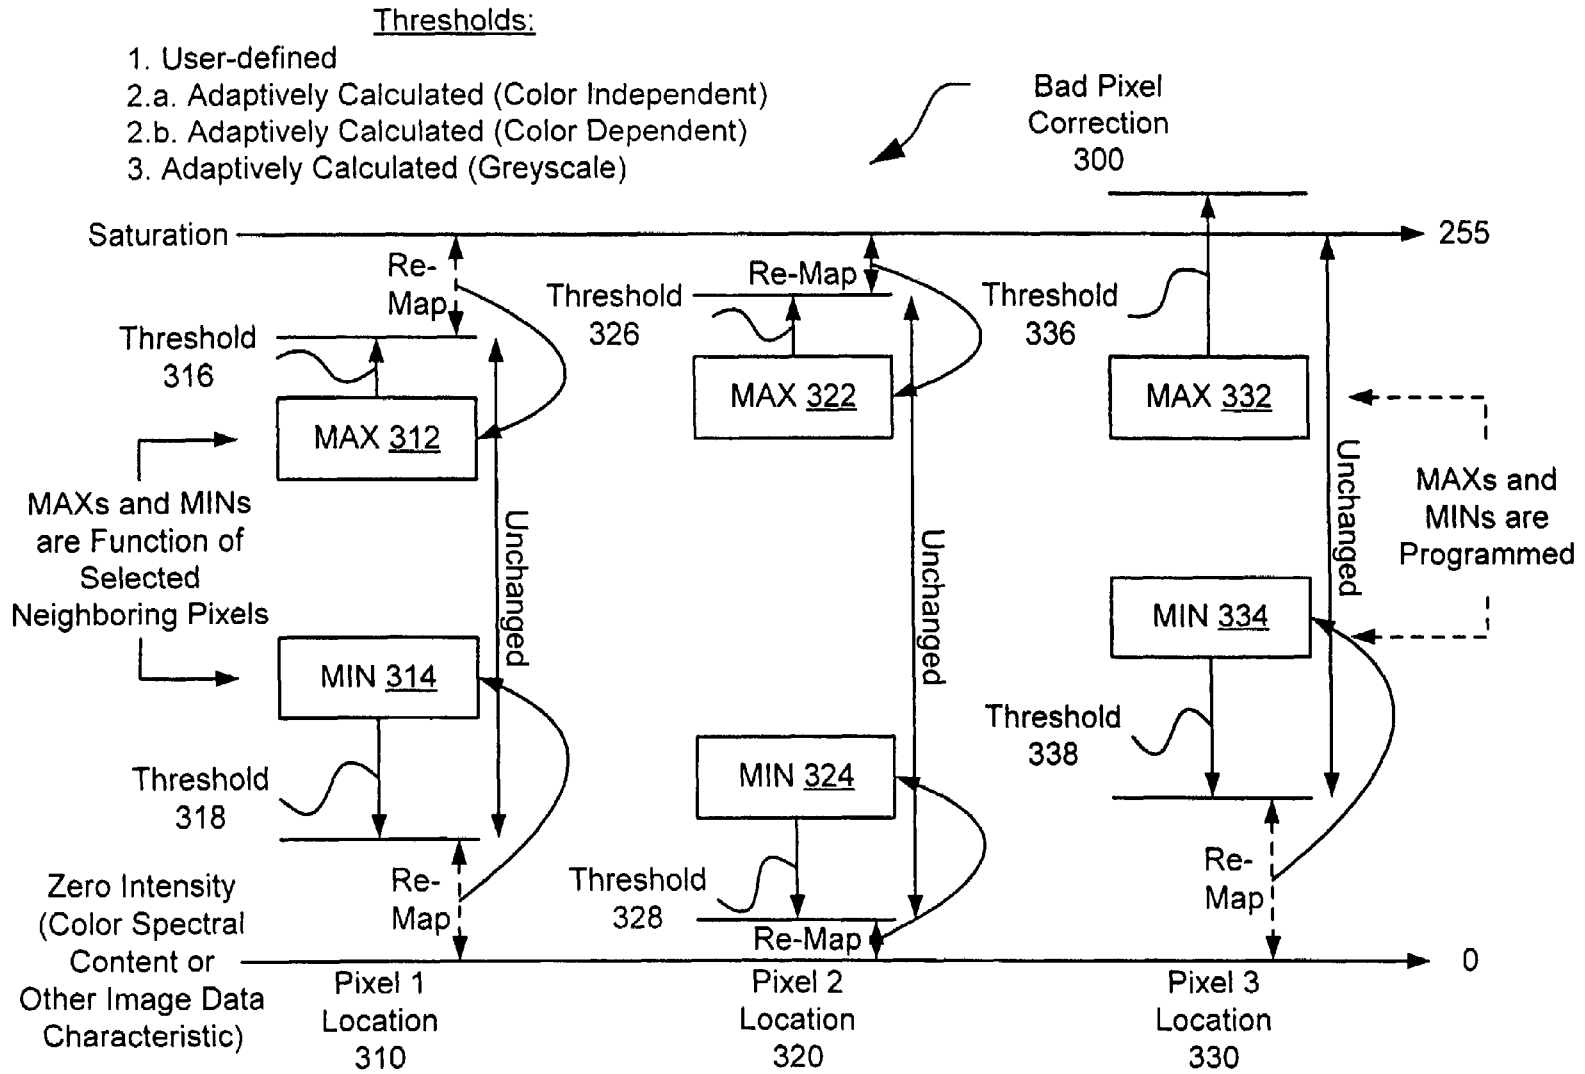 Thresholds:
1. User-defined
2.a. Adaptively Calculated (Color Independent)
2.b. Adaptively Calculated (Color Dependent)
3. Adaptively Calculated (Greyscale)
Bad Pixel
Correction
300
Saturation
255
Re-
Map
Re-Map
Threshold
316
Threshold
326
Threshold
336
MAX 312
MAX 322
MAX 332
MAXs and MINs
are Function of
Selected
Neighboring Pixels
Unchanged
Unchanged
Unchanged
MAXs and
MINs are
Programmed
MIN 314
MIN 324
MIN 334
Threshold
318
Threshold
328
Threshold
338
Re-
Map
Re-Map
Re-
Map
Zero Intensity
(Color Spectral
Content or
Other Image Data
Characteristic)
0
Pixel 1
Location
310
Pixel 2
Location
320
Pixel 3
Location
330